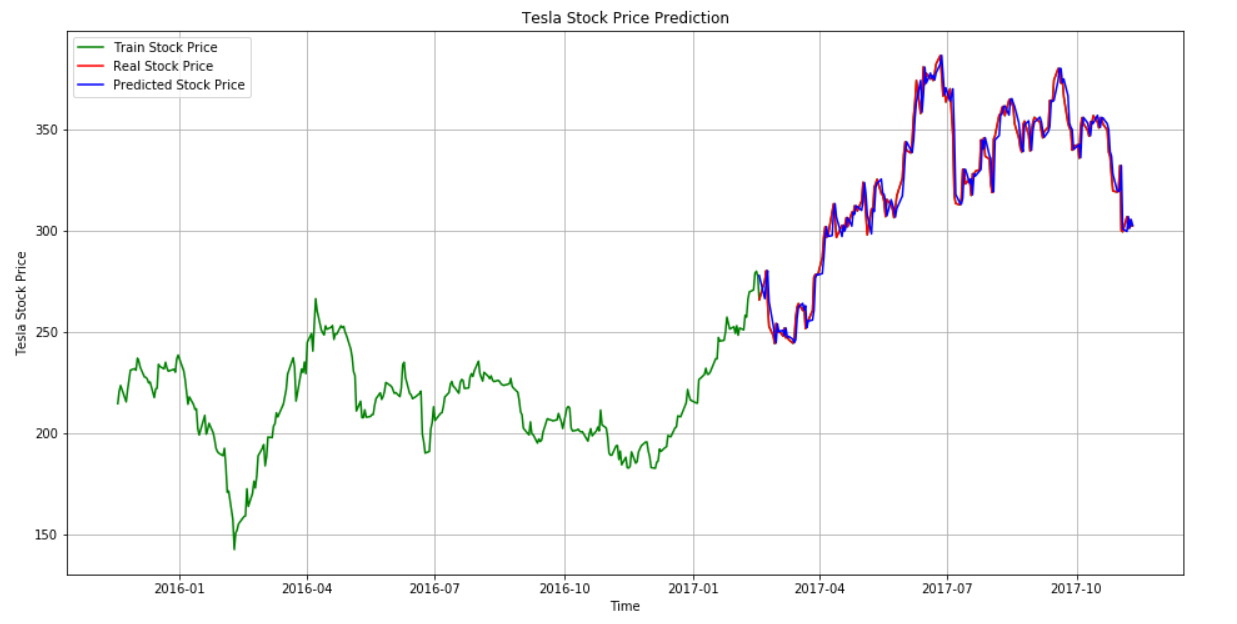 Tesla Stock Price Prediction
Train Stock Price
Real Stock Price
Predicted Stock Price
350
300
250
200
150
Tesla Stock Price
2016-01 2016-04 2016-07 2016-10 2017-01 2017-04 2017-07 2017-10
Time